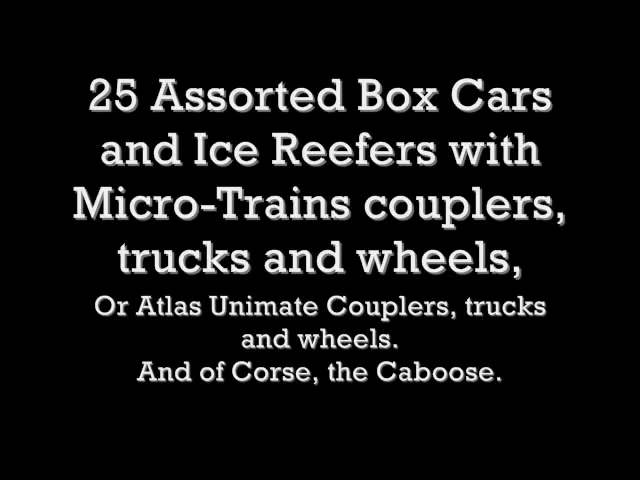 25 Assorted Box Cars
and Ice Reefers with
Micro-Trains couplers,
trucks and wheels,
Or Atlas Unimate Couplers, trucks
and wheels.
And of Corse, the Caboose.